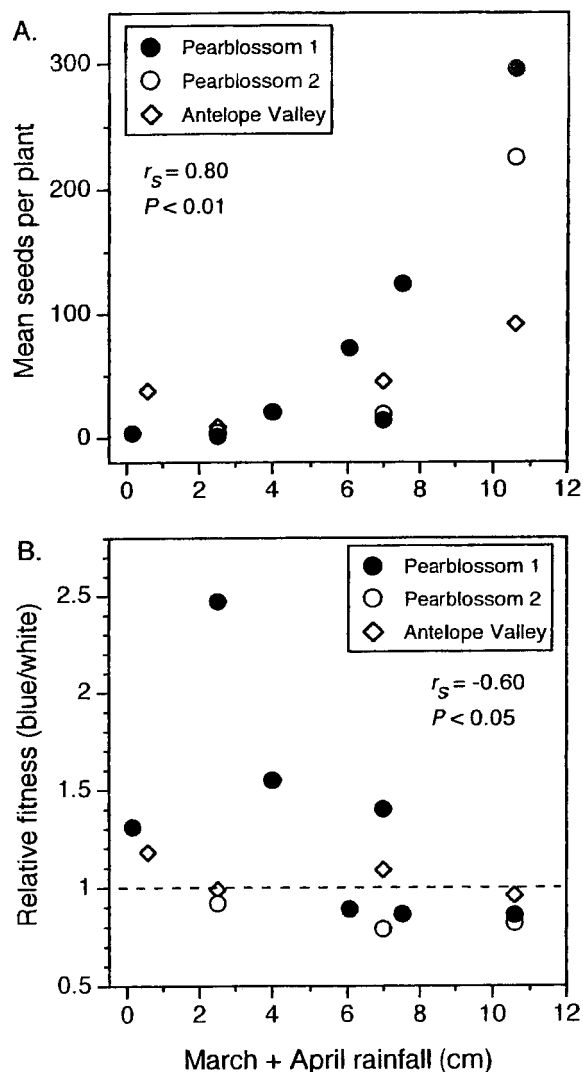 A.
Pearblossom 1
Pearblossom 2
Antelope Valley
rs = 0.80
P < 0.01
Mean seeds per plant
300
200
100
0
0 2 4 6 8 10 12
B.
Pearblossom 1
Pearblossom 2
Antelope Valley
rs = -0.60
P < 0.05
Relative fitness (blue/white)
2.5
2
1.5
1
0.5
0 2 4 6 8 10 12
March + April rainfall (cm)